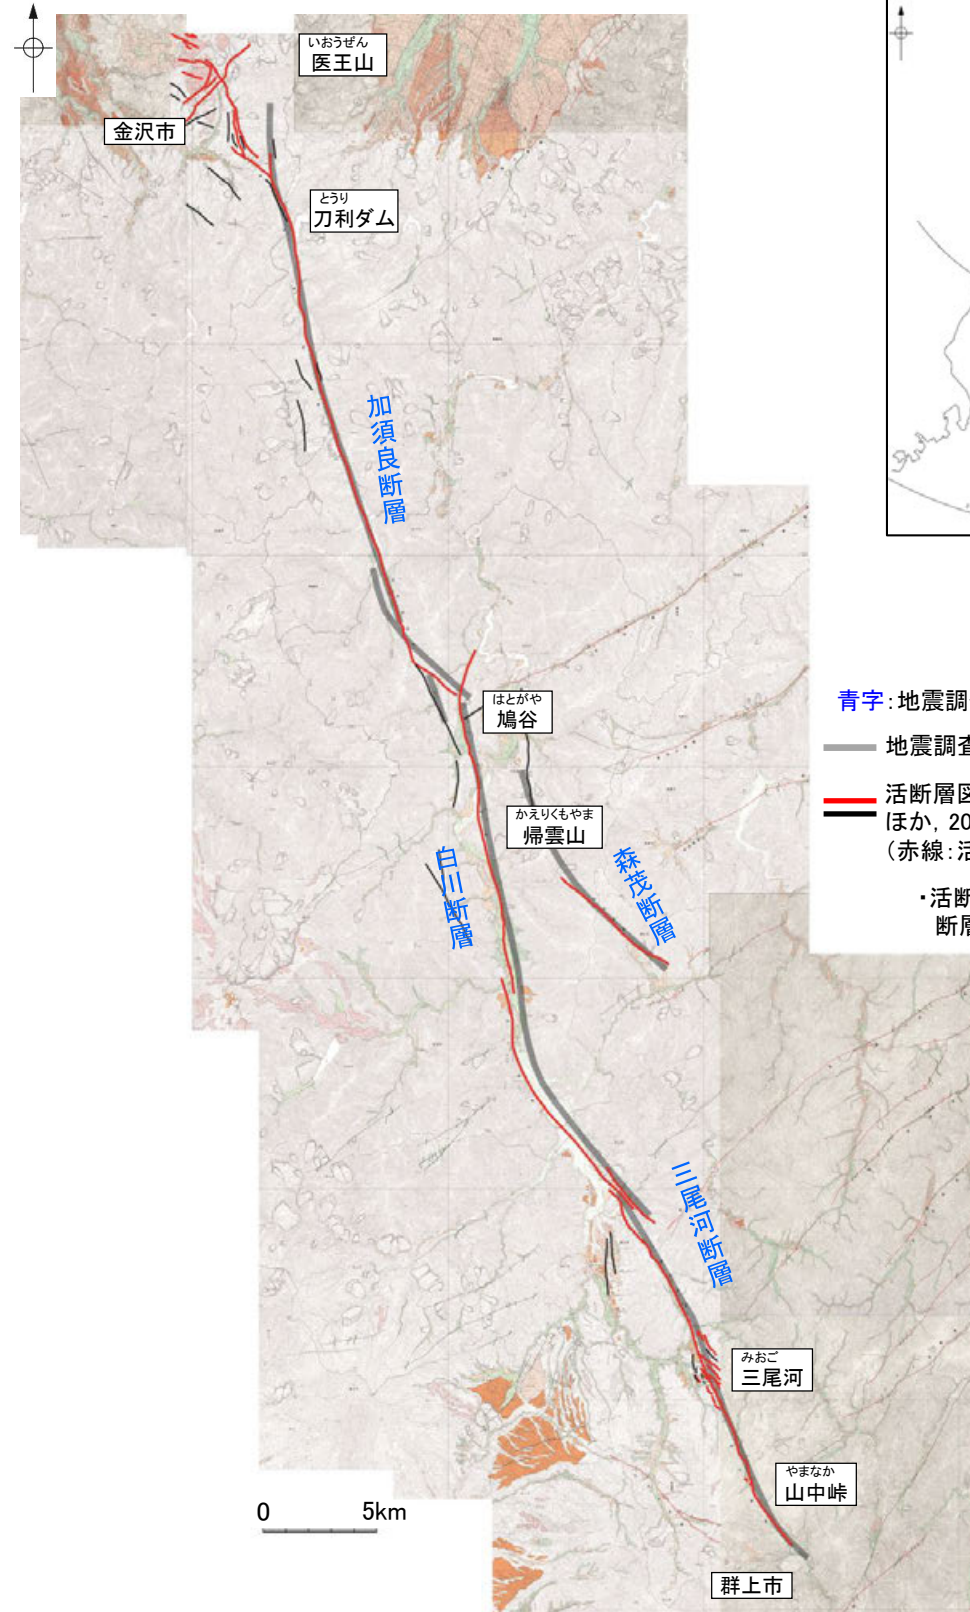 いおうぜん
医王山
金沢市
とうり
刀利ダム
加須良断層
はとがや
鳩谷
青字:地震調
地震調査
かえりくもやま
帰雲山
活断層図
ほか, 20
(赤線:活
白川断層
森茂断層
・活断
断層
三尾河断層
みおご
三尾河
やまなか
山中峠
0 5km
群上市